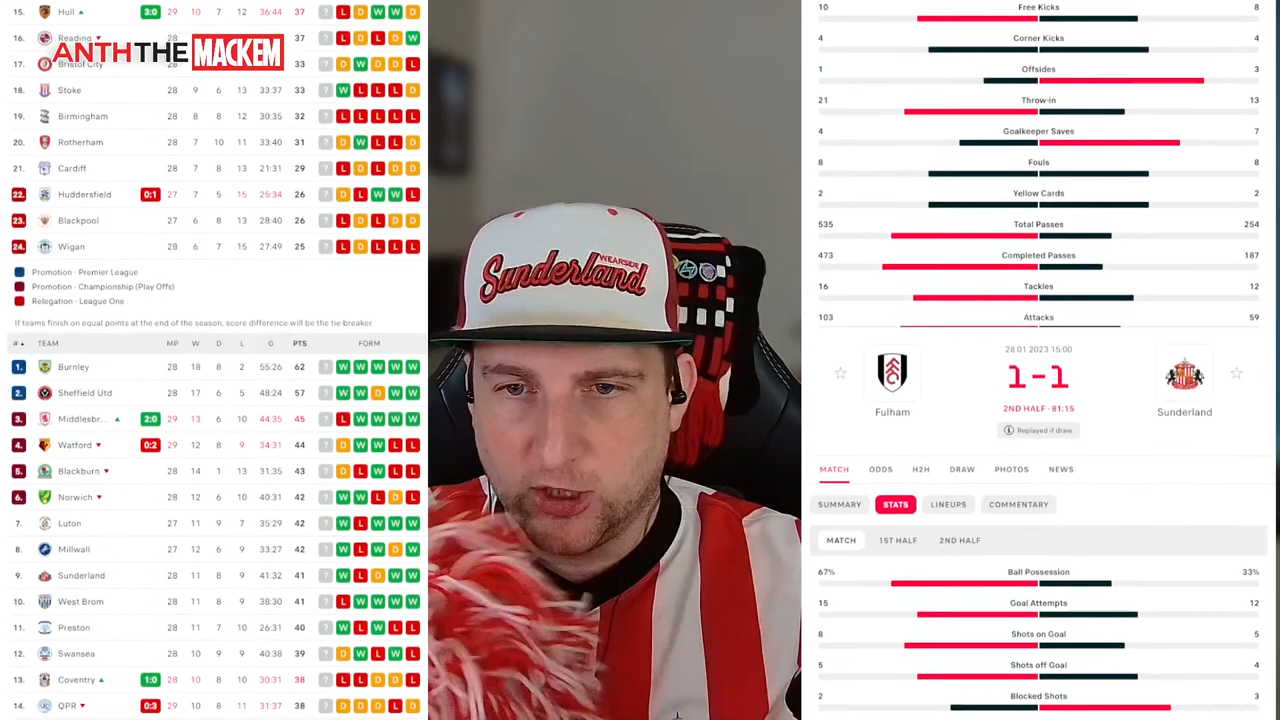 15. Hull 3:0 29 10 7 12 36:44 37 ? L D W W D
16. Reading 28 37 ? L D L D W
ANTHTHE MACKEM
17. Bristol City 28 33 ? D W D D L
18. Stoke 28 9 6 13 33:37 33 ? W L L L D
19. Birmingham 28 8 8 12 30:35 32 ? L L L L L
20. Rotherham 28 7 10 11 33:40 31 ? D W L L D
21. Cardiff 28 7 8 13 21:31 29 ? L D L D D
22. Huddersfield 0:1 27 7 5 15 25:34 26 ? D L W W L
23. Blackpool 27 6 8 13 28:40 26 ? L D L D D
24. Wigan 28 6 7 15 27:49 25 ? L D L L L
Promotion - Premier League
Promotion - Championship (Play Offs)
Relegation - League One
If teams finish on equal points at the end of the season, score difference will be the tie-breaker.
# TEAM MP W D L G PTS FORM
1. Burnley 28 18 8 2 55:26 62 ? W W W W W
2. Sheffield Utd 28 17 6 5 48:24 57 ? W W D W W
3. Middlesbr... 2:0 29 13 6 10 44:35 45 ? L W W W W
4. Watford 0:2 29 12 8 9 34:31 44 ? D W W L L
5. Blackburn 28 14 1 13 31:35 43 ? D L W L L
6. Norwich 28 12 6 10 40:31 42 ? W W L D L
7. Luton 27 11 9 7 35:29 42 ? W L W W W
8. Millwall 27 12 6 9 33:27 42 ? W L W D W
9. Sunderland 28 11 8 9 41:32 41 ? W L D W W
10. West Brom 28 11 8 9 38:30 41 ? L W W W W
11. Preston 28 11 7 10 26:31 40 ? W L W L L
12. Swansea 28 10 9 9 40:38 39 ? D W L W L
13. Coventry 1:0 28 10 8 10 30:31 38 ? L L D D L
14. QPR 0:3 29 10 8 11 31:37 38 ? D D D L D
WEARSIDE
Sunderland
10 Free Kicks 8
4 Corner Kicks 4
1 Offsides 3
21 Throw-in 13
4 Goalkeeper Saves 7
8 Fouls 8
2 Yellow Cards 2
535 Total Passes 254
473 Completed Passes 187
16 Tackles 12
103 Attacks 59
28 01 2023 15:00
1-1
Fulham Sunderland
2ND HALF - 81:15
Replayed if draw
MATCH ODDS H2H DRAW PHOTOS NEWS
SUMMARY STATS LINEUPS COMMENTARY
MATCH 1ST HALF 2ND HALF
67% Ball Possession 33%
15 Goal Attempts 12
8 Shots on Goal 5
5 Shots off Goal 4
2 Blocked Shots 3